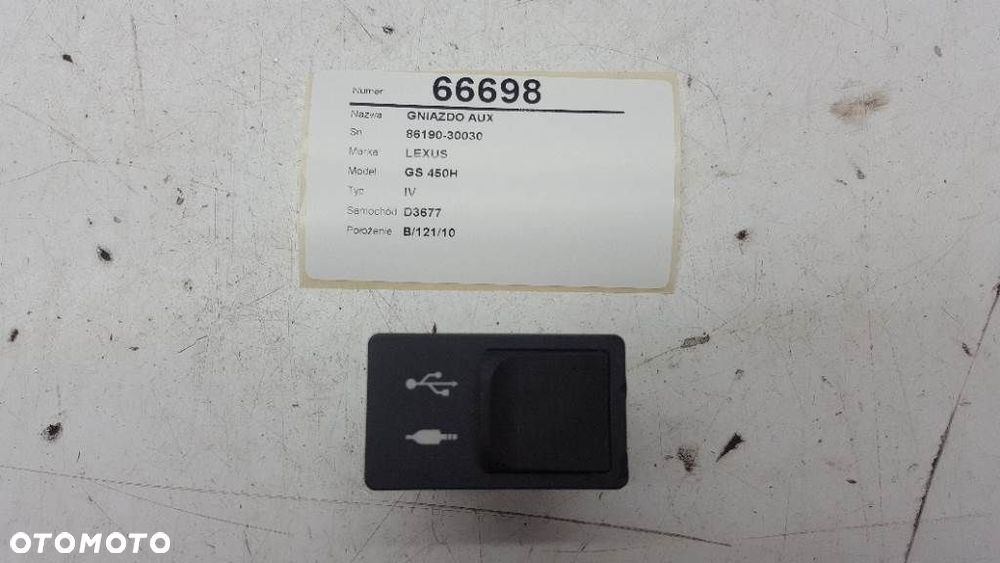 Numer 66698
Nazwa GNIAZDO AUX
Sn 86190-30030
Marka LEXUS
Model GS 450H
Typ IV
Samochód D3677
Położenie B/121/10
OTOMOTO